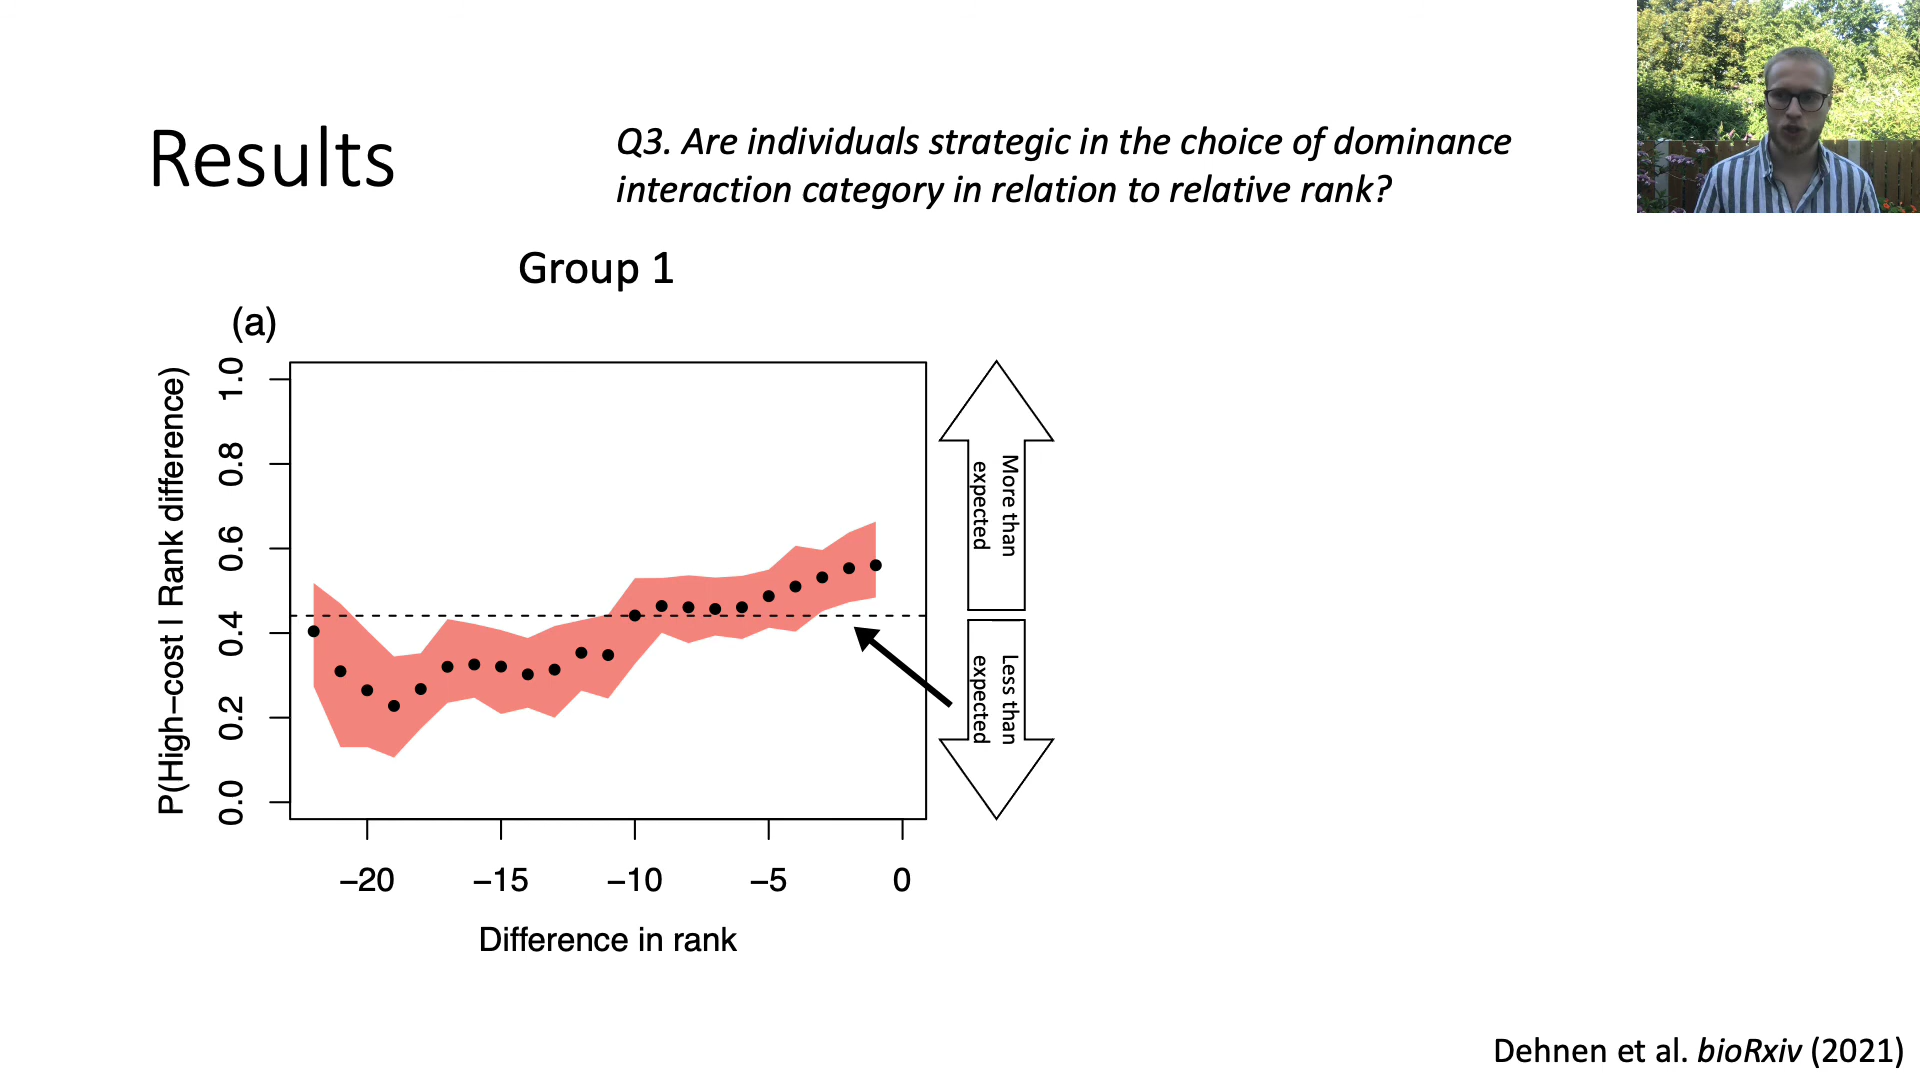 Results
Q3. Are individuals strategic in the choice of dominance
interaction category in relation to relative rank?
Group 1
(a)
P(High−cost | Rank difference)
1.0
0.8
0.6
0.4
0.2
0.0
−20
−15
−10
−5
0
Difference in rank
More than
expected
Less than
expected
Dehnen et al. bioRxiv (2021)